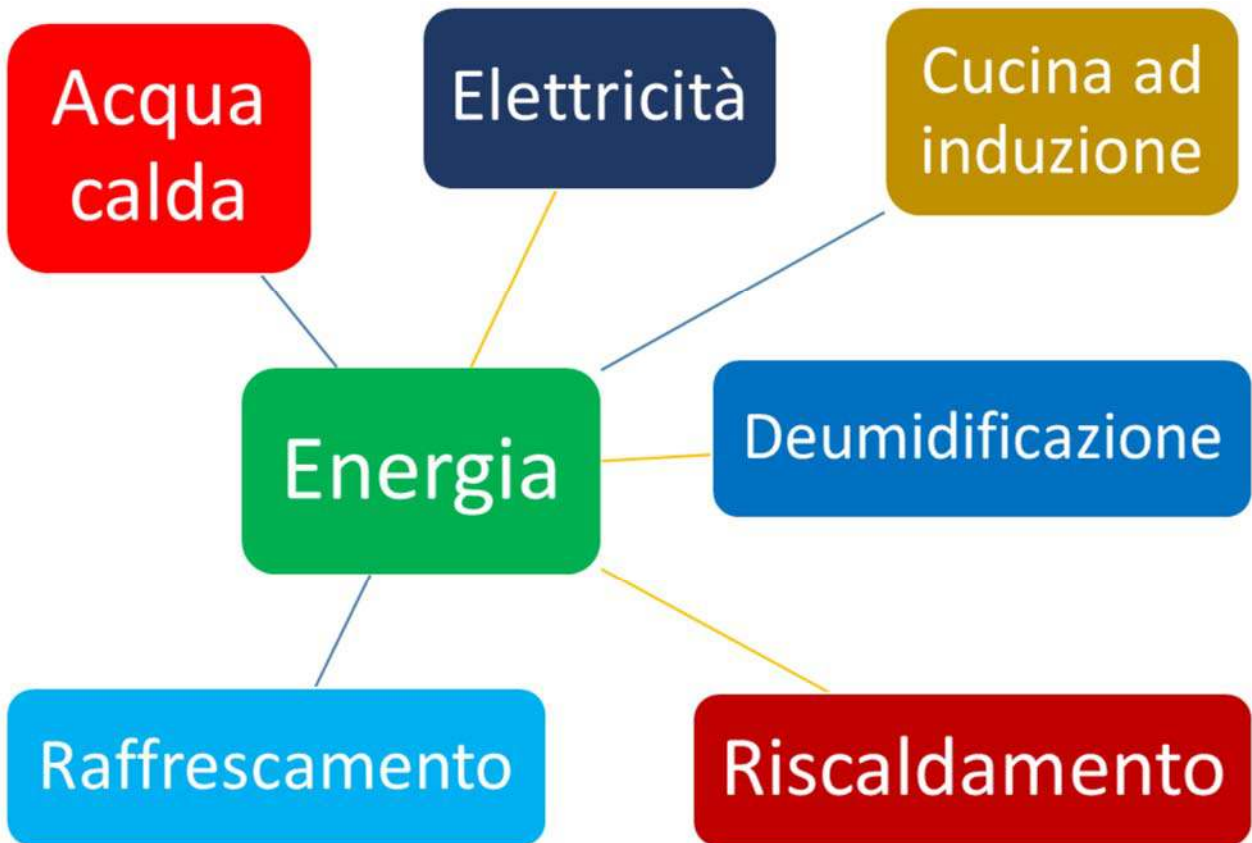 Acqua
calda
Elettricità
Cucina ad
induzione
Energia
Deumidificazione
Raffrescamento
Riscaldamento